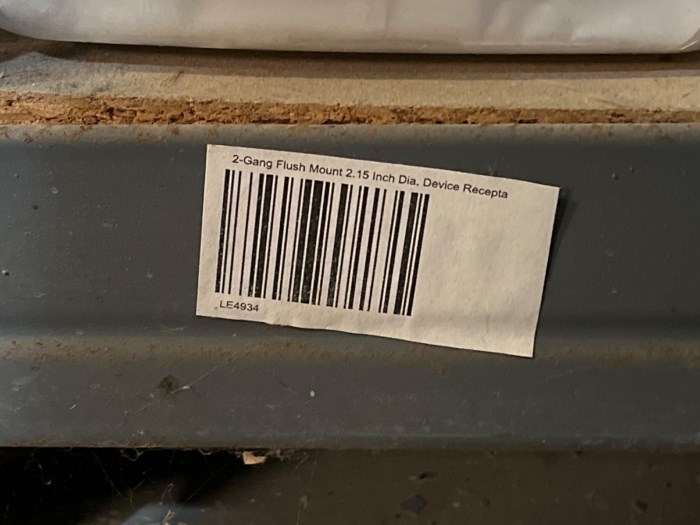 2-Gang Flush Mount 2.15 Inch Dia. Device Recepta
LE4934